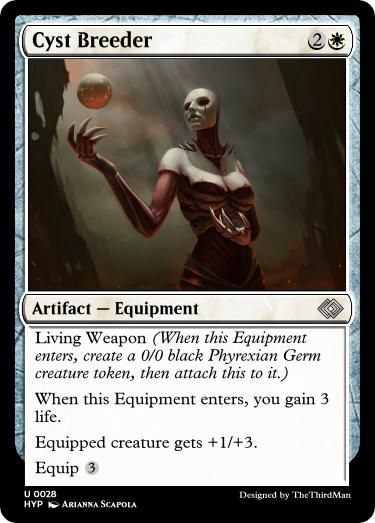 Cyst Breeder 2
Artifact — Equipment
Living Weapon (When this Equipment
enters, create a 0/0 black Phyrexian Germ
creature token, then attach this to it.)
When this Equipment enters, you gain 3
life.
Equipped creature gets +1/+3.
Equip 3
U 0028
HYP Arianna Scapola
Designed by TheThirdMan